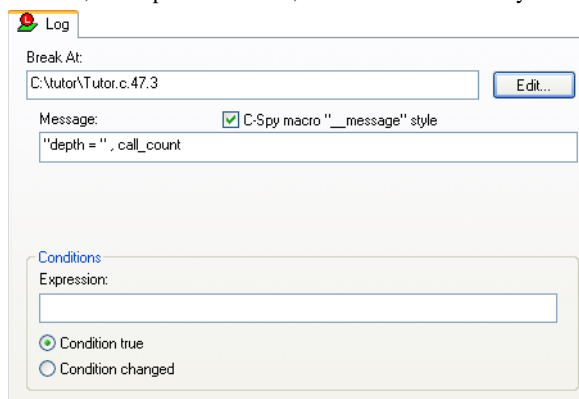 Log
Break At:
C:\tutor\Tutor.c.47.3
Edit...
Message:
C-Spy macro "__message" style
"depth = " , call_count
Conditions
Expression:
Condition true
Condition changed